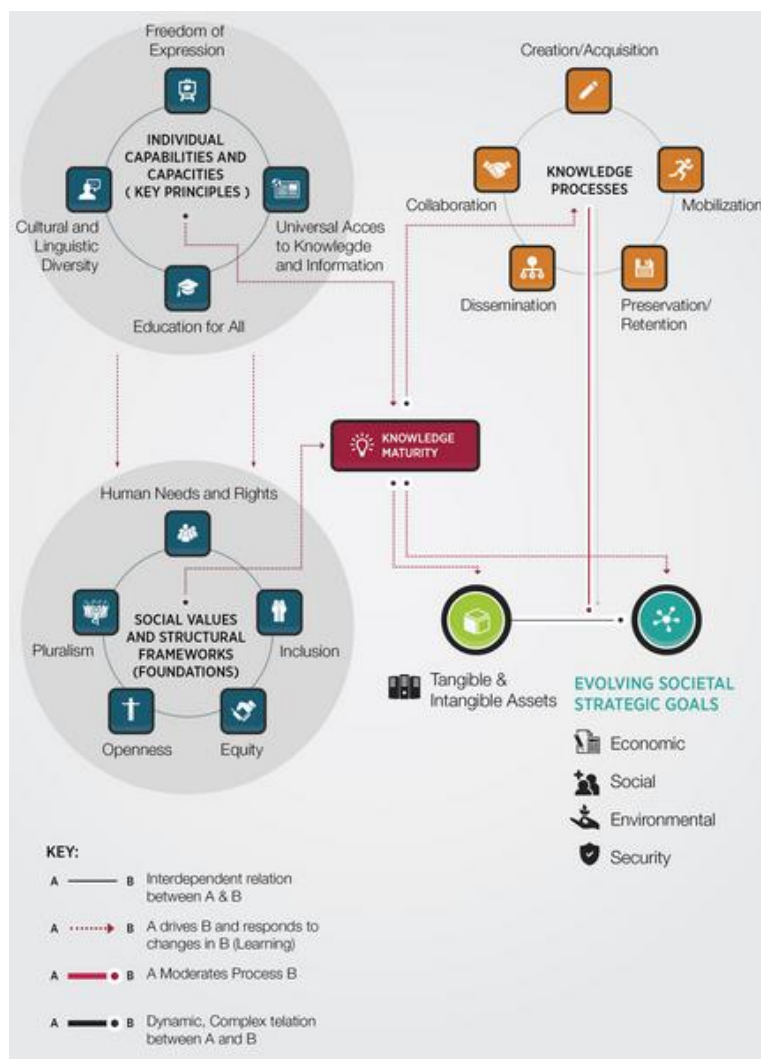 Freedom of
Expression
INDIVIDUAL
CAPABILITIES AND
CAPACITIES
( KEY PRINCIPLES )
Cultural and
Linguistic
Diversity
Universal Acces
to Knowlegde
and Information
Education for All
Creation/Acquisition
KNOWLEDGE
PROCESSES
Collaboration
Mobilization
Dissemination
Preservation/
Retention
KNOWLEDGE
MATURITY
Human Needs and Rights
SOCIAL VALUES
AND STRUCTURAL
FRAMEWORKS
(FOUNDATIONS)
Pluralism
Inclusion
Openness
Equity
Tangible &
Intangible Assets
EVOLVING SOCIETAL
STRATEGIC GOALS
Economic
Social
Environmental
Security
KEY:
A B Interdependent relation
between A & B
A B A drives B and responds to
changes in B (Learning)
A B A Moderates Process B
A B Dynamic, Complex telation
between A and B